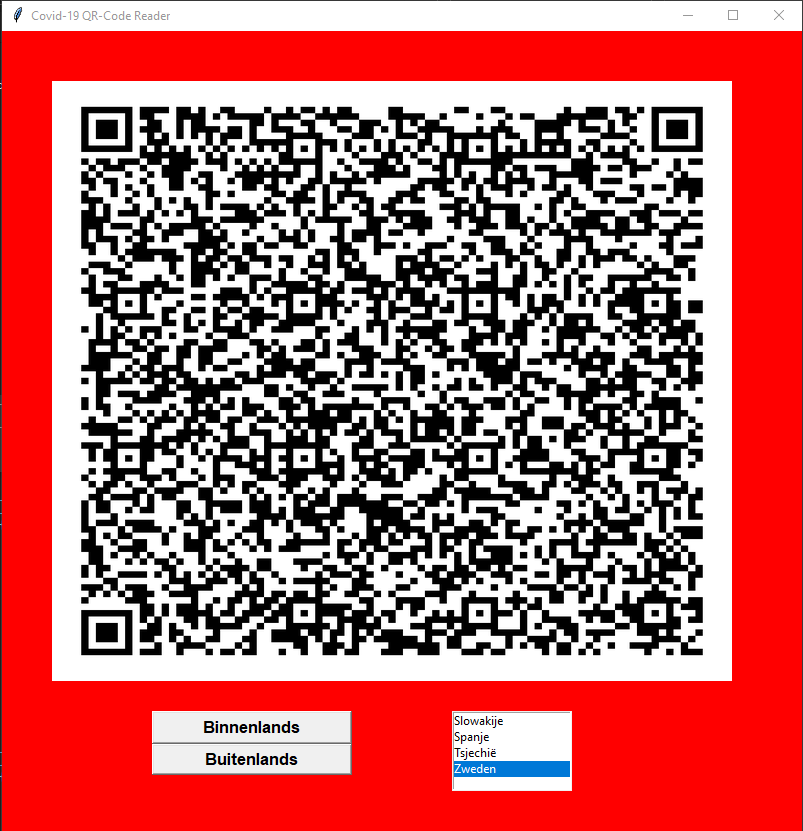 Covid-19 QR-Code Reader
Binnenlands
Buitenlands
Slowakije
Spanje
Tsjechië
Zweden